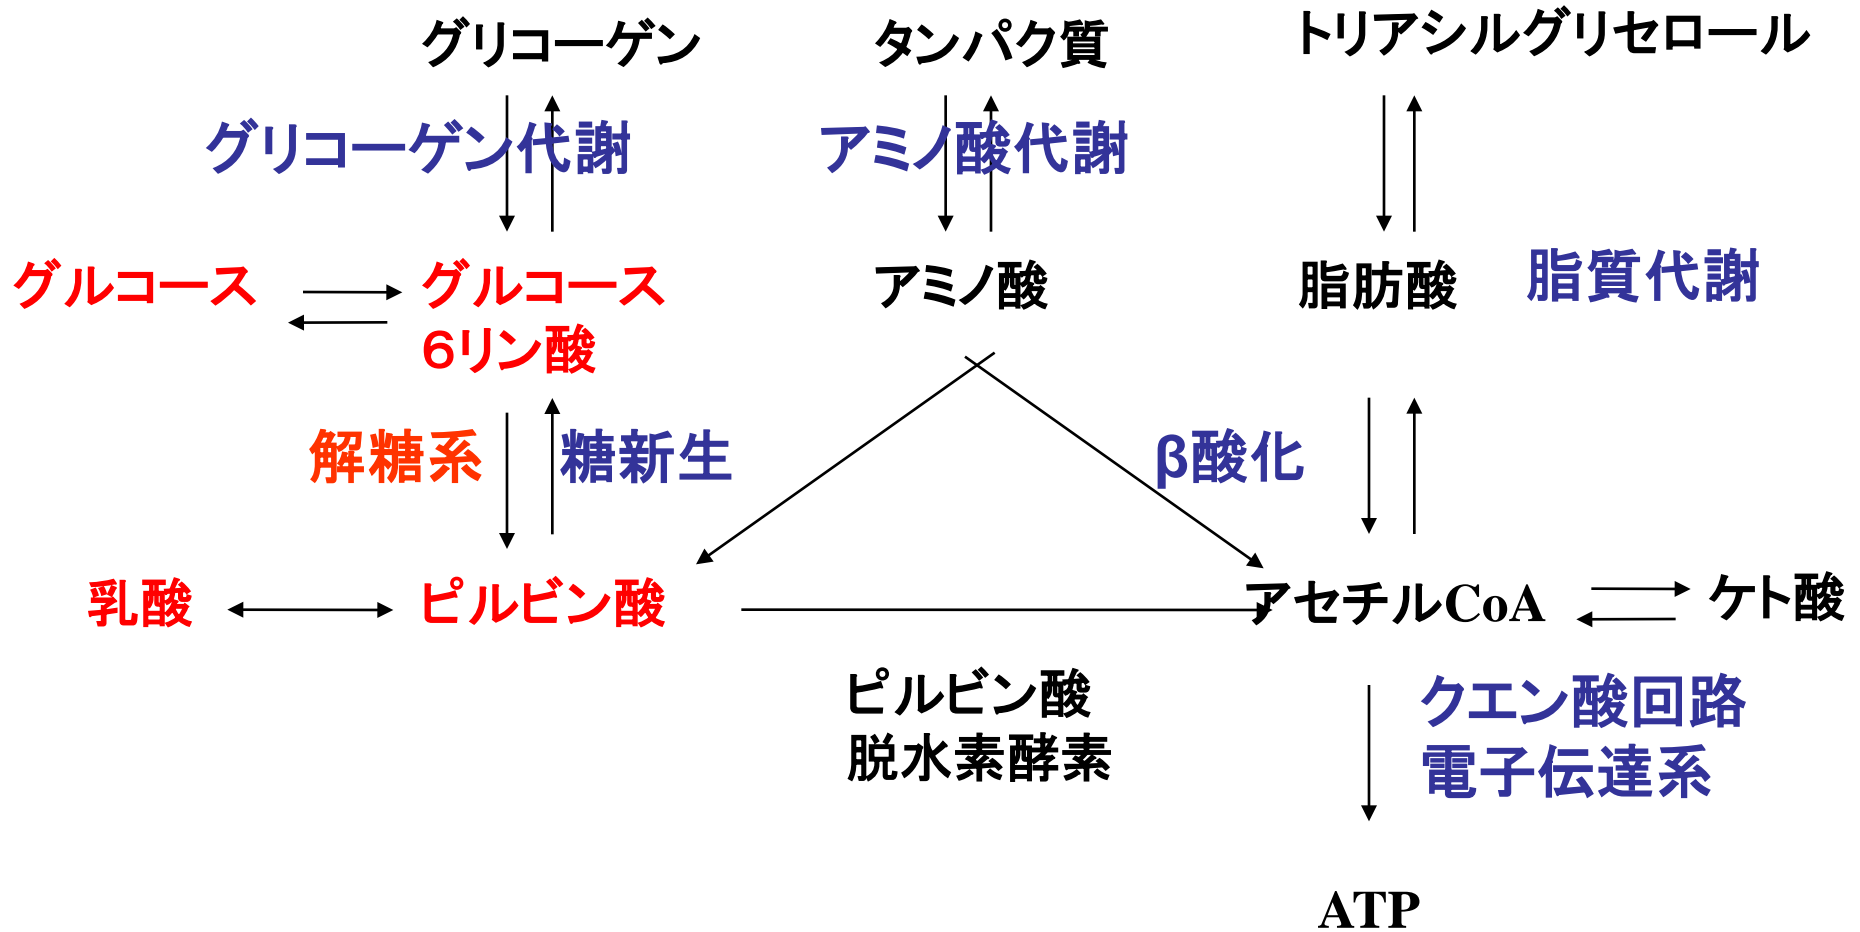 グリコーゲン
タンパク質
トリアシルグリセロール
グリコーゲン代謝
アミノ酸代謝
グルコース
グルコース
６リン酸
アミノ酸
脂肪酸
脂質代謝
解糖系
糖新生
β酸化
乳酸
ピルビン酸
アセチルCoA
ケト酸
ピルビン酸
脱水素酵素
クエン酸回路
電子伝達系
ATP